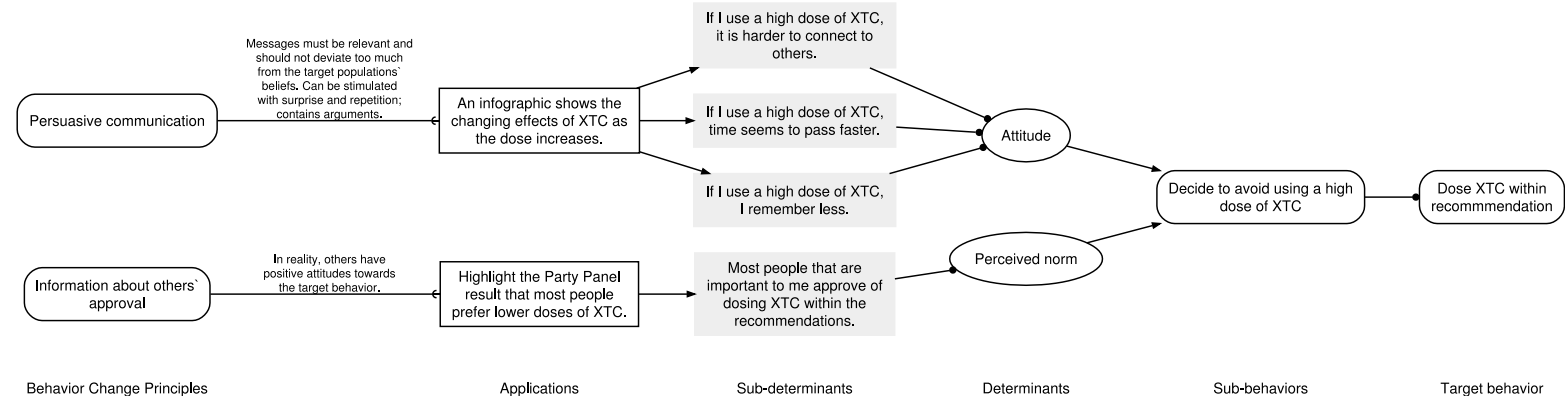 Persuasive communication
Messages must be relevant and
should not deviate too much
from the target populations`
beliefs. Can be stimulated
with surprise and repetition;
contains arguments.
An infographic shows the
changing effects of XTC as
the dose increases.
If I use a high dose of XTC,
it is harder to connect to
others.
If I use a high dose of XTC,
time seems to pass faster.
If I use a high dose of XTC,
I remember less.
Attitude
Decide to avoid using a high
dose of XTC
Dose XTC within
recommmendation
Information about others`
approval
In reality, others have
positive attitudes towards
the target behavior.
Highlight the Party Panel
result that most people
prefer lower doses of XTC.
Most people that are
important to me approve of
dosing XTC within the
recommendations.
Perceived norm
Behavior Change Principles
Applications
Sub-determinants
Determinants
Sub-behaviors
Target behavior